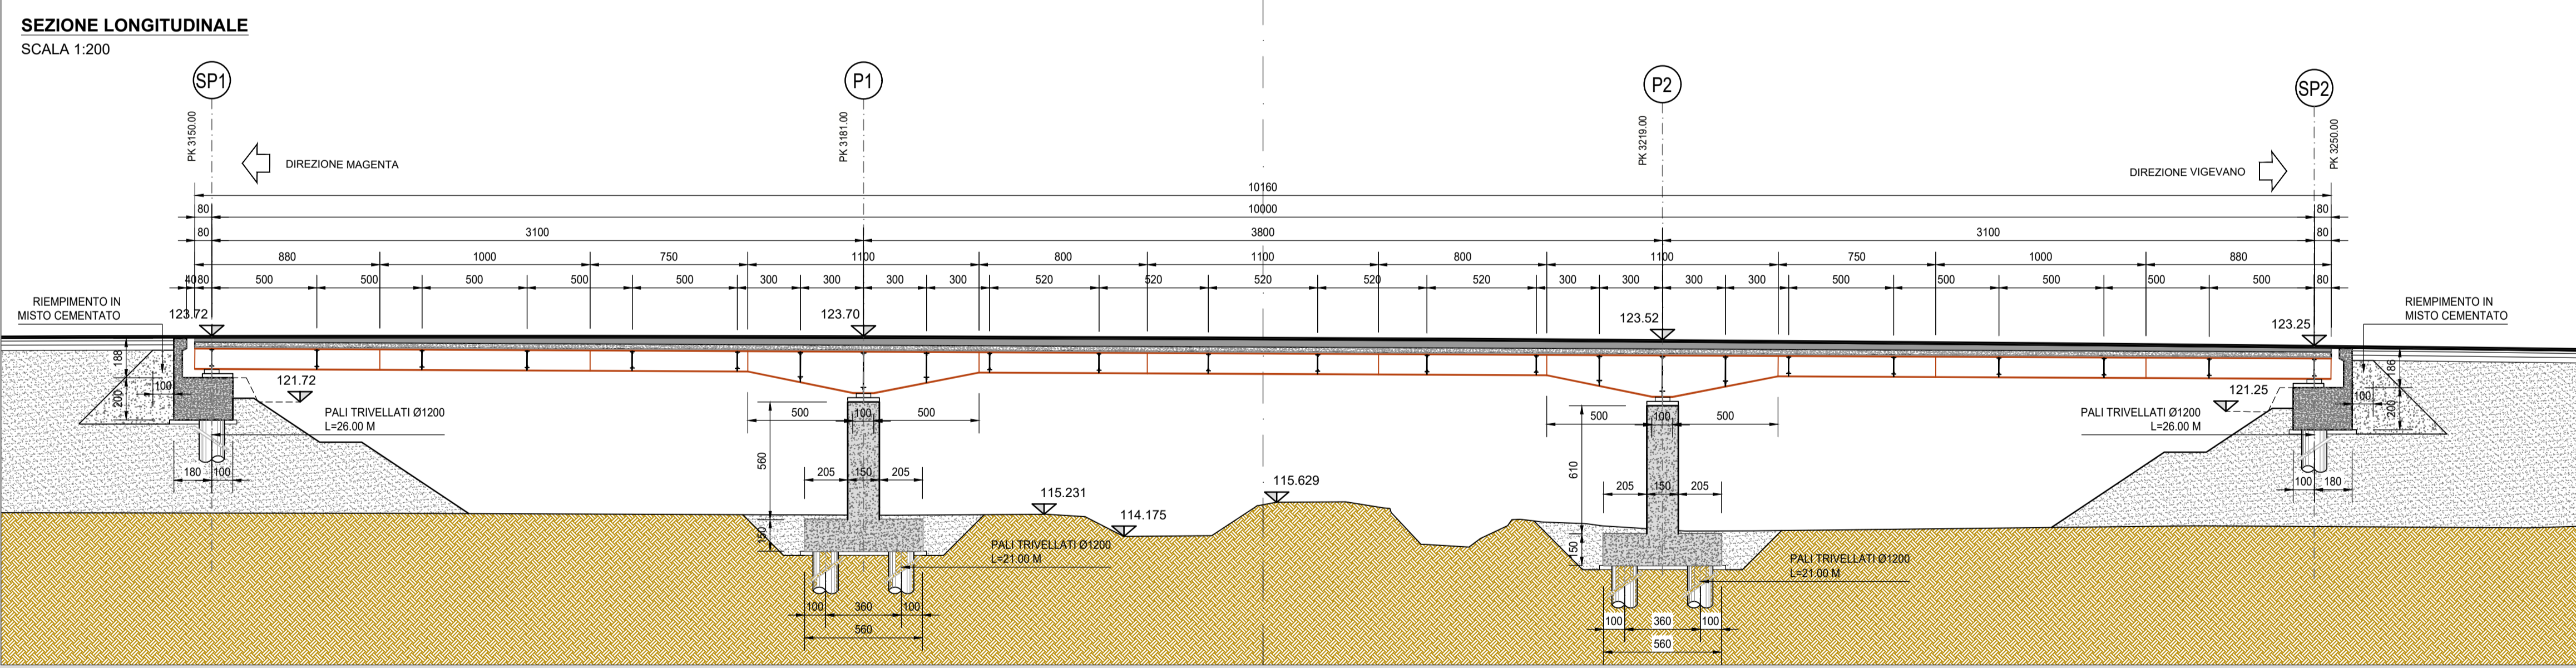 SEZIONE LONGITUDINALE
SCALA 1:200
SP1 P1 P2 SP2
PK 3150.00 PK 3181.00 PK 3219.00 PK 3250.00
DIREZIONE MAGENTA DIREZIONE VIGEVANO
10160
80 10000 80
80 3100 3800 3100 80
880 1000 750 1100 800 1100 800 1100 750 1000 880
40 80 500 500 500 500 500 300 300 300 300 520 520 520 520 520 300 300 300 300 500 500 500 500 500 500 80
RIEMPIMENTO IN
MISTO CEMENTATO
RIEMPIMENTO IN
MISTO CEMENTATO
123.72 123.70 123.52 123.25
188 186
100 121.72 121.25 100
200 200
PALI TRIVELLATI Ø1200
L=26.00 M
500 100 500
500 100 500
PALI TRIVELLATI Ø1200
L=26.00 M
180 100
560 610
205 150 205
205 150 205
100 180
115.231 115.629
114.175
150 150
PALI TRIVELLATI Ø1200
L=21.00 M
PALI TRIVELLATI Ø1200
L=21.00 M
100 360 100
560
100 360 100
560